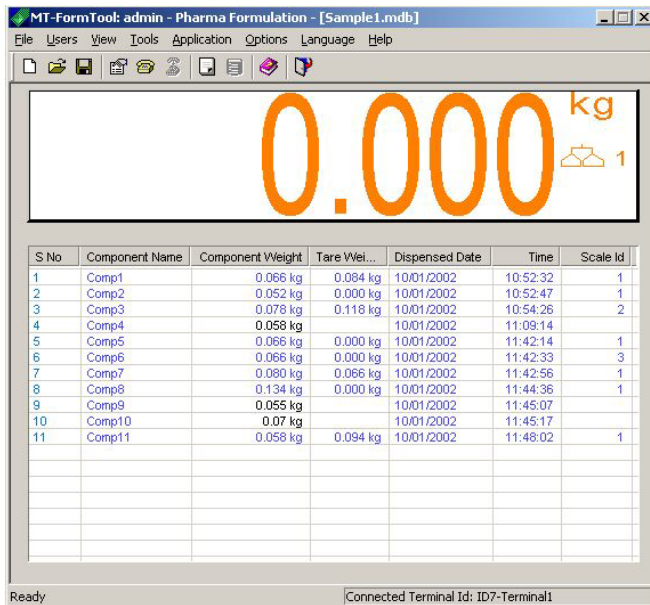 MT-FormTool: admin - Pharma Formulation - [Sample1.mdb]
File Users View Tools Application Options Language Help
0.000 kg
1
S No Component Name Component Weight Tare Wei... Dispensed Date Time Scale Id
1 Comp1 0.066 kg 0.084 kg 10/01/2002 10:52:32 1
2 Comp2 0.052 kg 0.000 kg 10/01/2002 10:52:47 1
3 Comp3 0.078 kg 0.118 kg 10/01/2002 10:54:26 2
4 Comp4 0.058 kg 10/01/2002 11:09:14
5 Comp5 0.066 kg 0.000 kg 10/01/2002 11:42:14 1
6 Comp6 0.066 kg 0.000 kg 10/01/2002 11:42:33 3
7 Comp7 0.080 kg 0.066 kg 10/01/2002 11:42:56 1
8 Comp8 0.134 kg 0.000 kg 10/01/2002 11:44:36 1
9 Comp9 0.055 kg 10/01/2002 11:45:07
10 Comp10 0.07 kg 10/01/2002 11:45:17
11 Comp11 0.058 kg 0.094 kg 10/01/2002 11:48:02 1
Ready Connected Terminal Id: ID7-Terminal1